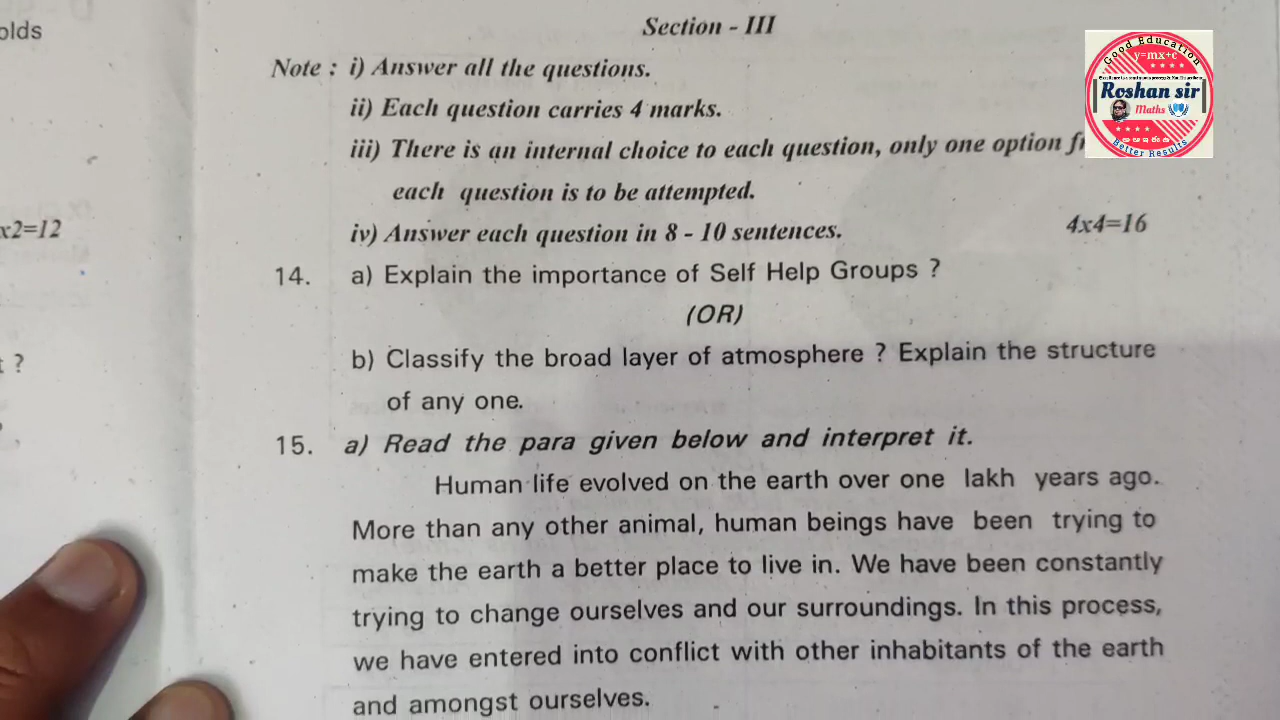 olds
x2=12
t ?
Section - III
Note : i) Answer all the questions.
ii) Each question carries 4 marks.
iii) There is an internal choice to each question, only one option
each question is to be attempted.
iv) Answer each question in 8 - 10 sentences. 4x4=16
14. a) Explain the importance of Self Help Groups ?
(OR)
b) Classify the broad layer of atmosphere ? Explain the structure
of any one.
15. a) Read the para given below and interpret it.
Human life evolved on the earth over one lakh years ago.
More than any other animal, human beings have been trying to
make the earth a better place to live in. We have been constantly
trying to change ourselves and our surroundings. In this process,
we have entered into conflict with other inhabitants of the earth
and amongst ourselves.
Good Education
y=mx+c
Roshan sir
Maths
Better Results